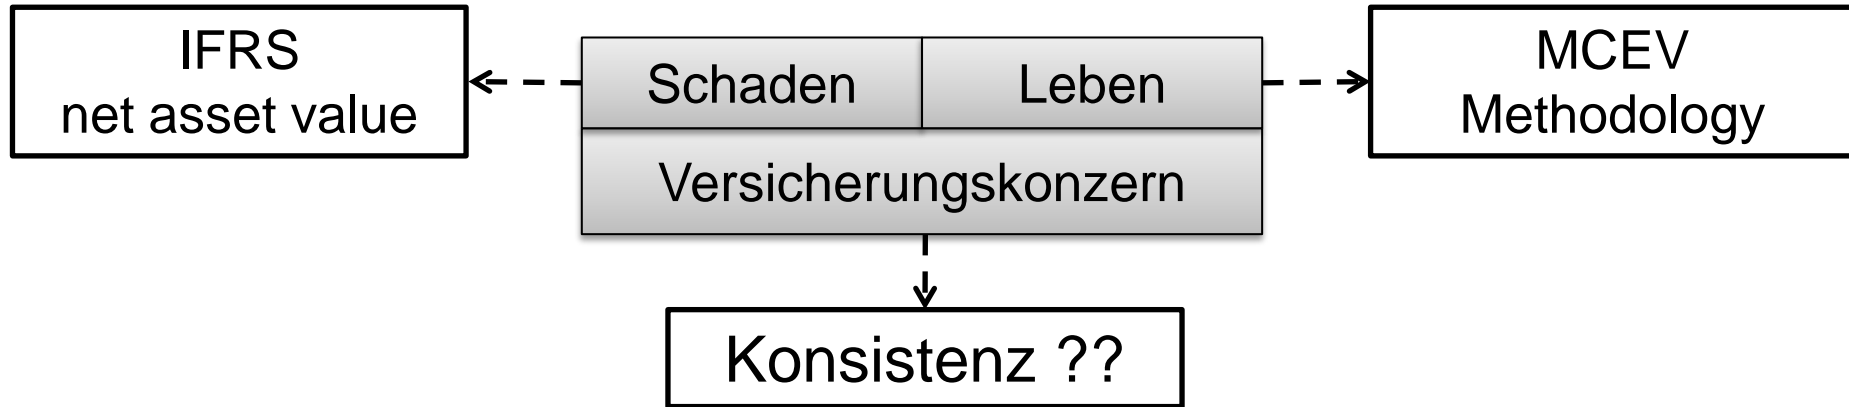 IFRS
net asset value
Schaden
Leben
MCEV
Methodology
Versicherungskonzern
Konsistenz ??